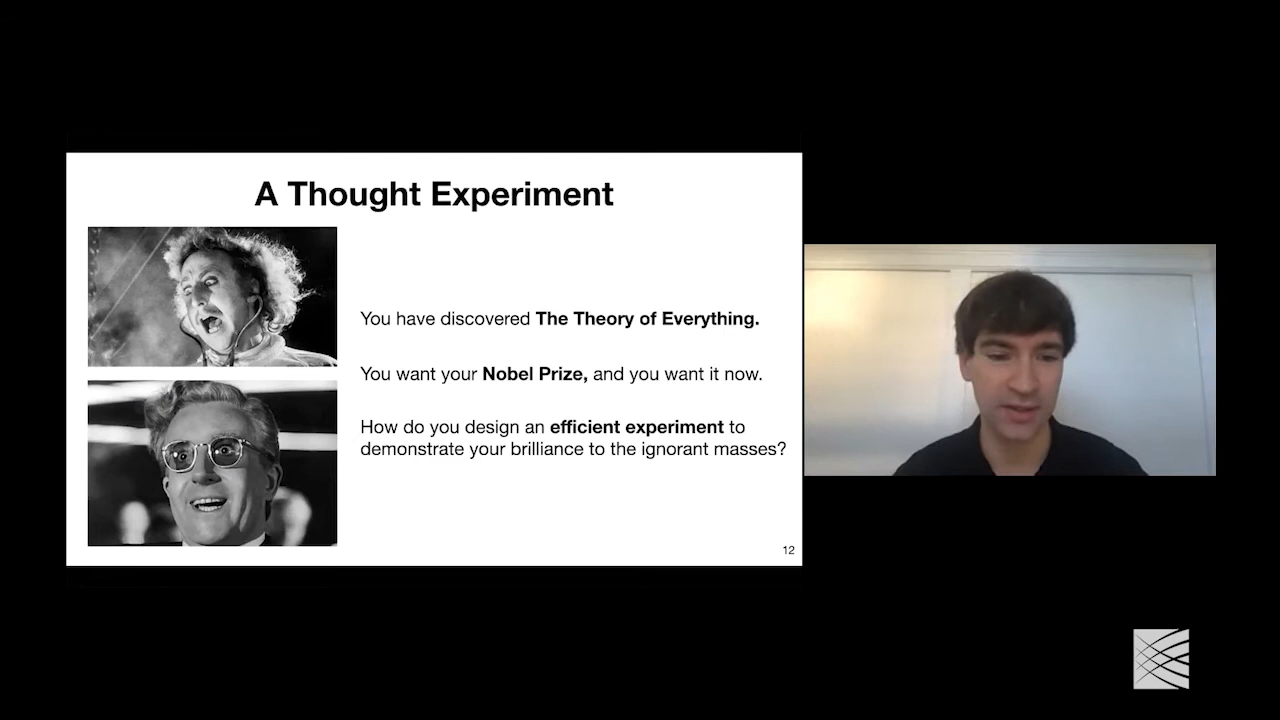 A Thought Experiment
You have discovered The Theory of Everything.
You want your Nobel Prize, and you want it now.
How do you design an efficient experiment to
demonstrate your brilliance to the ignorant masses?
12